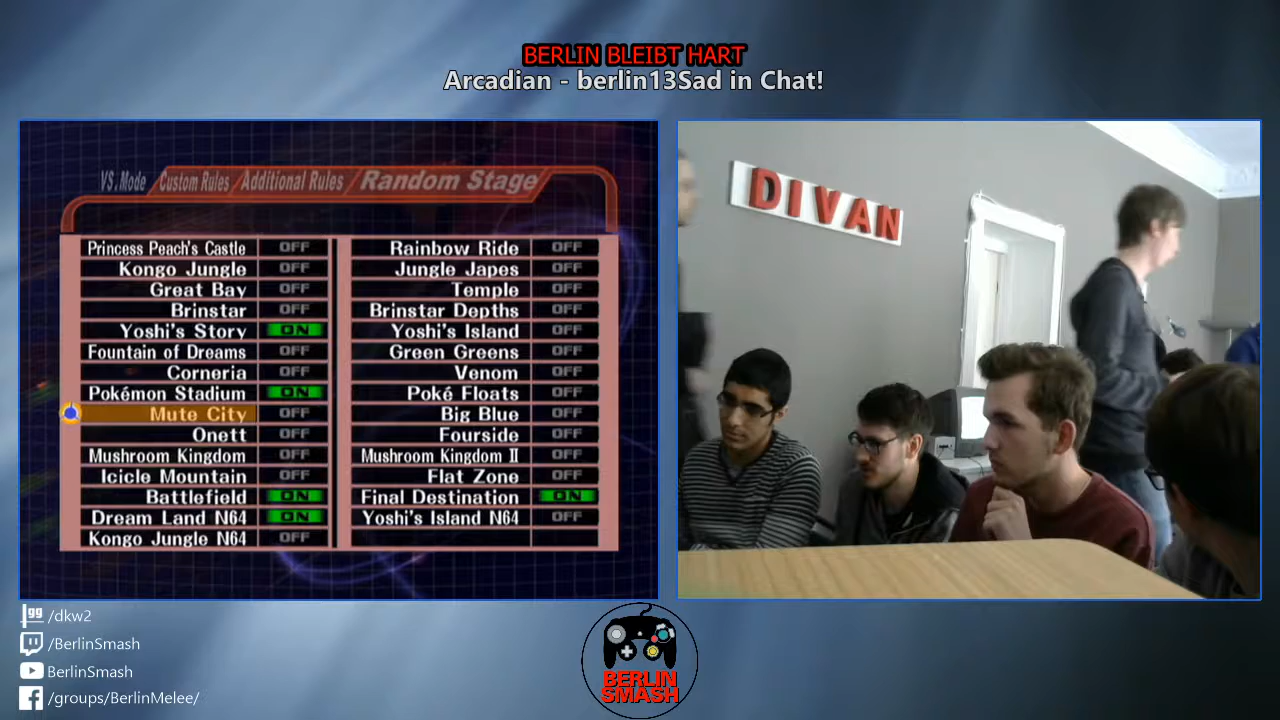 BERLIN BLEIBT HART
Arcadian - berlin13Sad in Chat!
VS. Mode Custom Rules Additional Rules Random Stage
Princess Peach's Castle OFF Rainbow Ride OFF
Kongo Jungle OFF Jungle Japes OFF
Great Bay OFF Temple OFF
Brinstar OFF Brinstar Depths OFF
Yoshi's Story ON Yoshi's Island OFF
Fountain of Dreams OFF Green Greens OFF
Corneria OFF Venom OFF
Pokémon Stadium ON Poké Floats OFF
Mute City OFF Big Blue OFF
Onett OFF Fourside OFF
Mushroom Kingdom OFF Mushroom Kingdom II OFF
Icicle Mountain OFF Flat Zone OFF
Battlefield ON Final Destination ON
Dream Land N64 ON Yoshi's Island N64 OFF
Kongo Jungle N64 OFF
DIVAN
gg /dkw2
/BerlinSmash
BerlinSmash
/groups/BerlinMelee/
BERLIN
SMASH